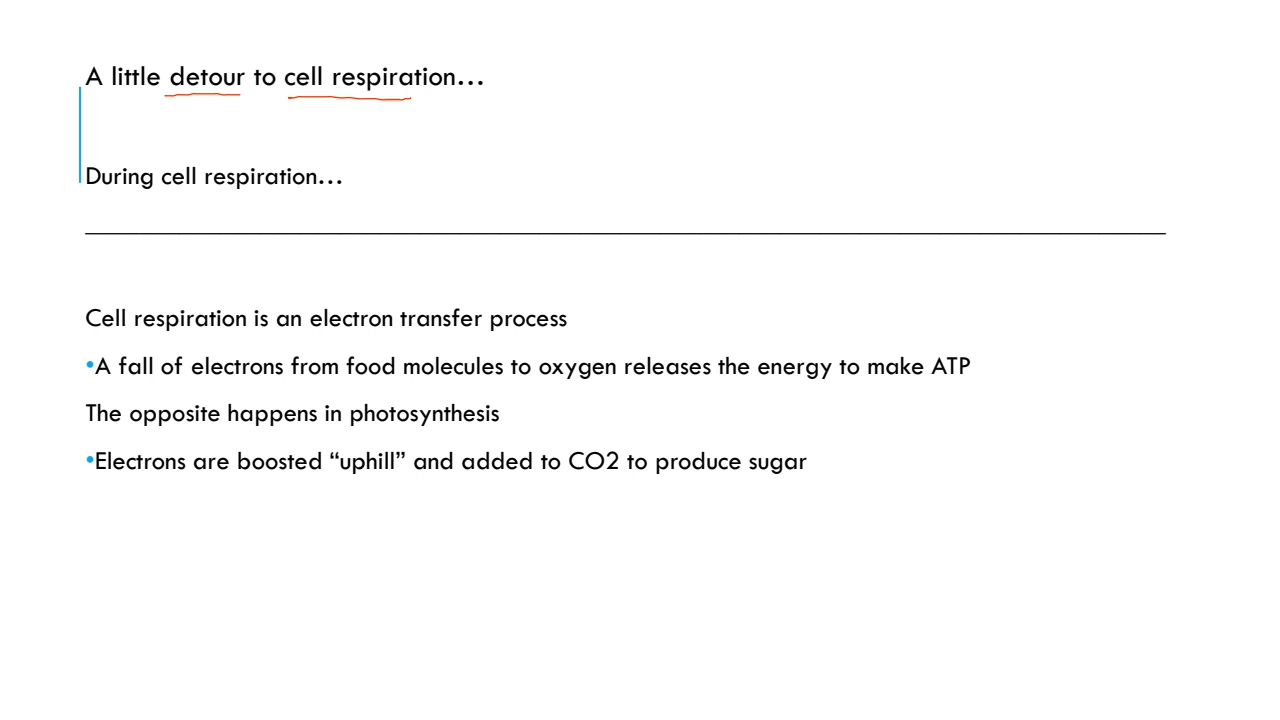 A little detour to cell respiration…
During cell respiration…
Cell respiration is an electron transfer process
•A fall of electrons from food molecules to oxygen releases the energy to make ATP
The opposite happens in photosynthesis
•Electrons are boosted “uphill” and added to CO2 to produce sugar